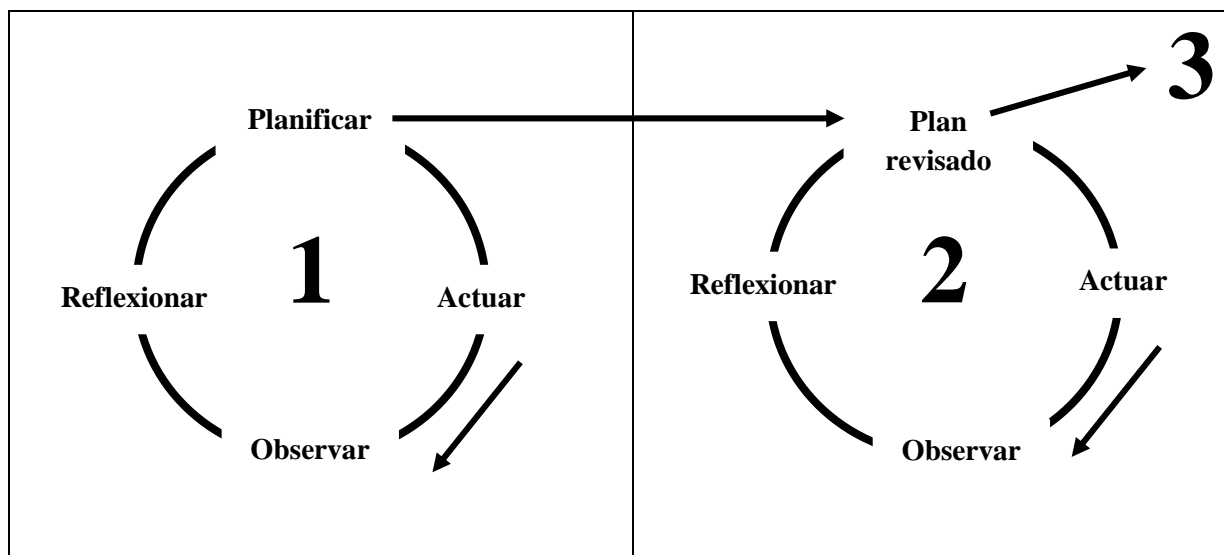 Planificar
1
Reflexionar
Actuar
Observar
3
Plan
revisado
2
Reflexionar
Actuar
Observar